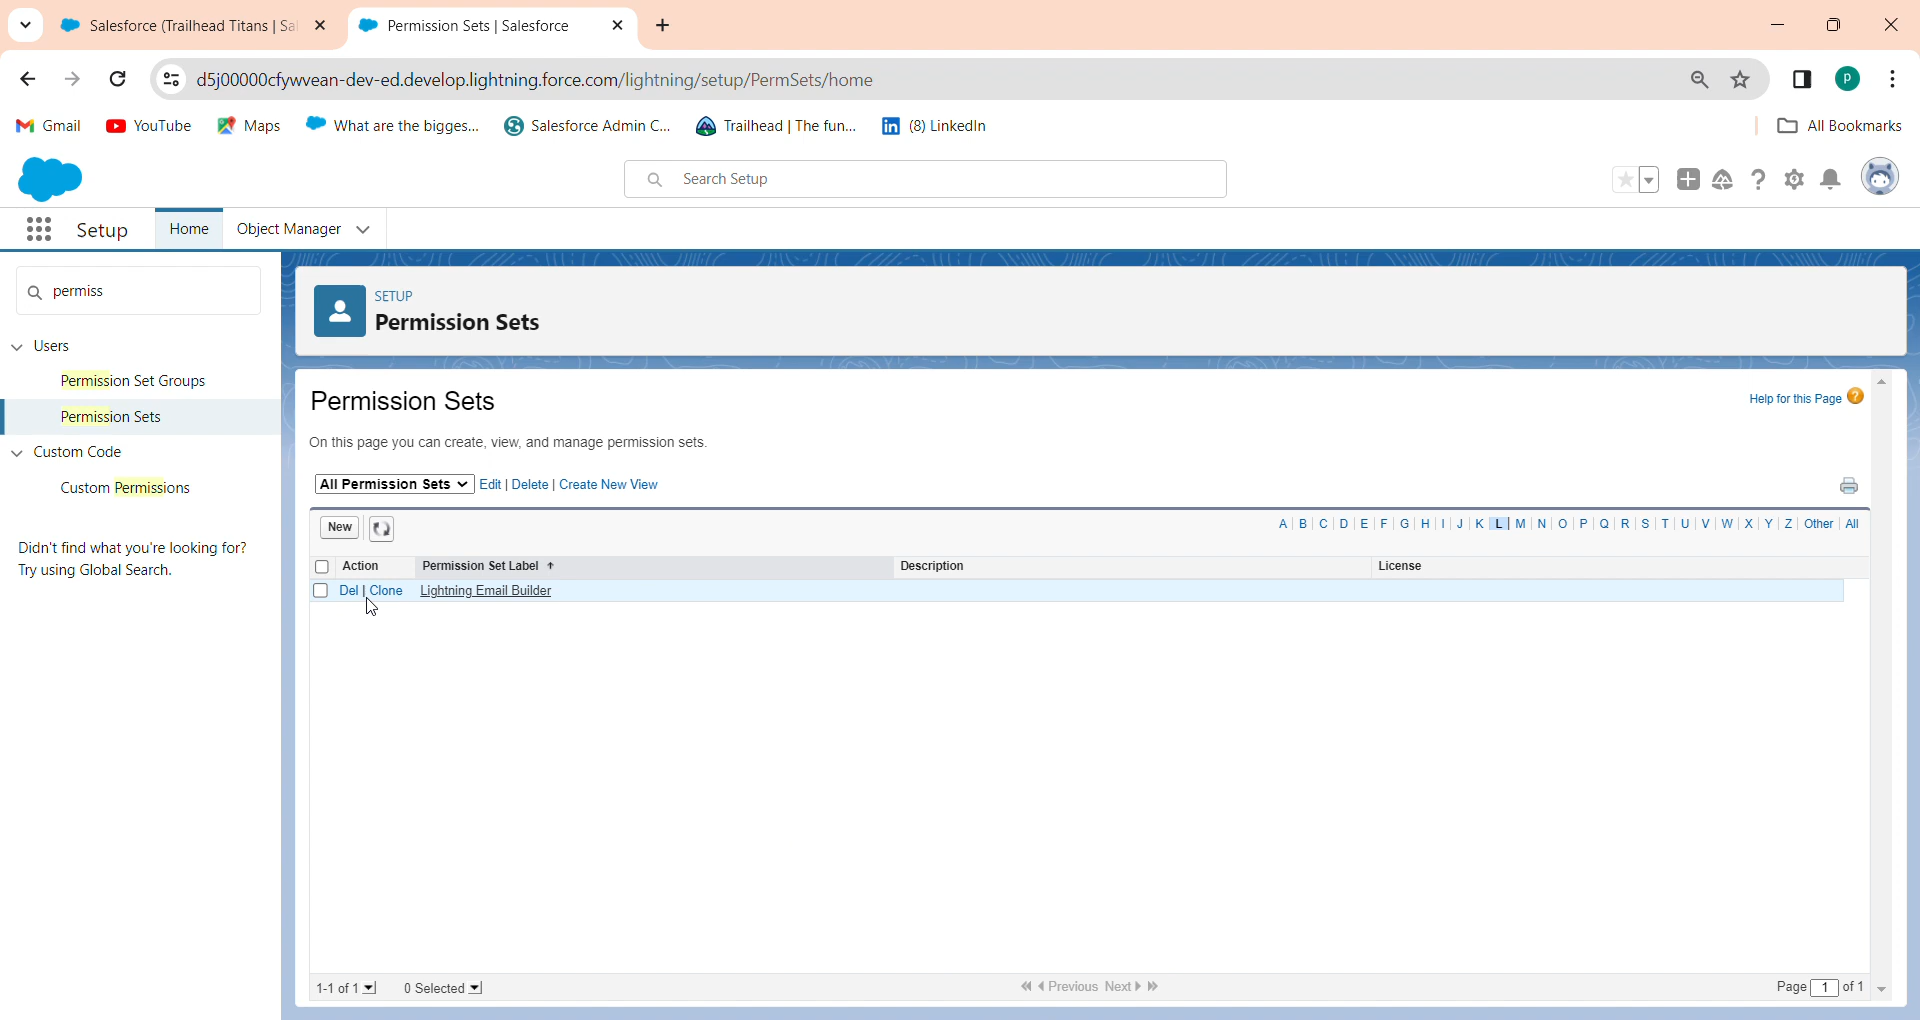 Salesforce (Trailhead Titans | Sal
Permission Sets | Salesforce
d5j00000cfywvean-dev-ed.develop.lightning.force.com/lightning/setup/PermSets/home
P
Gmail
YouTube
Maps
What are the bigges...
Salesforce Admin C...
Trailhead | The fun...
(8) LinkedIn
All Bookmarks
Search Setup
Setup
Home
Object Manager
permiss
Users
Permission Set Groups
Permission Sets
Custom Code
Custom Permissions
Didn't find what you're looking for?
Try using Global Search.
SETUP
Permission Sets
Permission Sets
Help for this Page
On this page you can create, view, and manage permission sets.
All Permission Sets Edit | Delete | Create New View
New
A | B | C | D | E | F | G | H | I | J | K | L | M | N | O | P | Q | R | S | T | U | V | W | X | Y | Z | Other | All
Action Permission Set Label ↑ Description License
Del | Clone Lightning Email Builder
1-1 of 1 0 Selected Previous Next Page 1 of 1